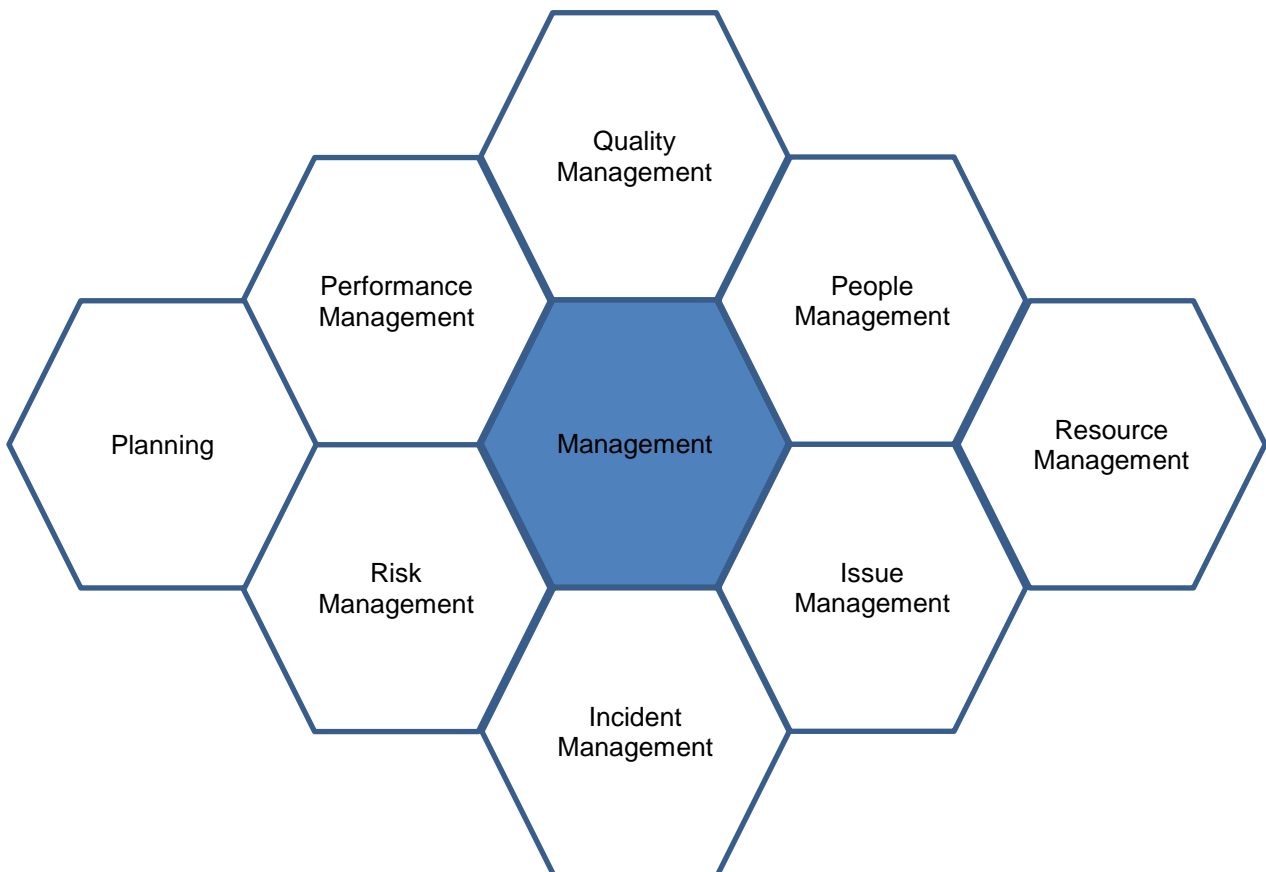 Quality
Management
Performance
Management
People
Management
Planning
Management
Resource
Management
Risk
Management
Issue
Management
Incident
Management